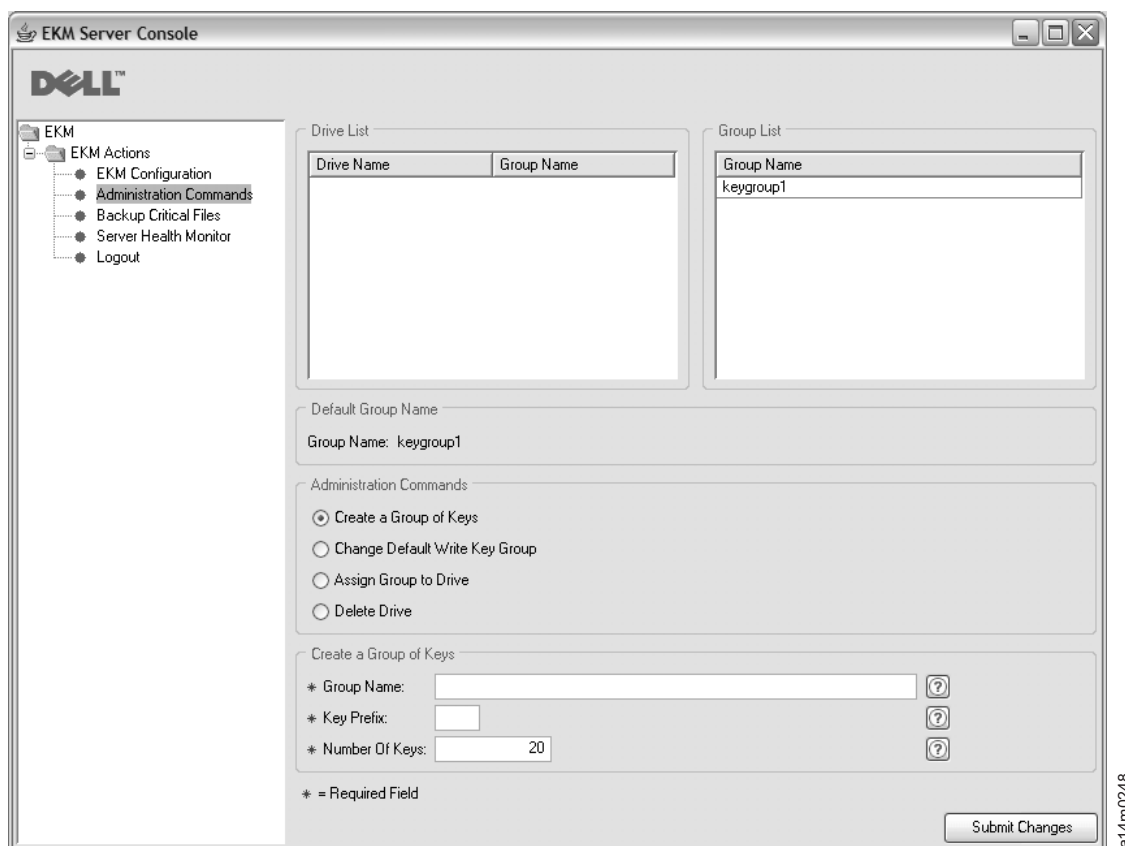 EKM Server Console
DELL™
EKM
EKM Actions
EKM Configuration
Administration Commands
Backup Critical Files
Server Health Monitor
Logout
Drive List
Drive Name Group Name
Group List
Group Name
keygroup1
Default Group Name
Group Name: keygroup1
Administration Commands
Create a Group of Keys
Change Default Write Key Group
Assign Group to Drive
Delete Drive
Create a Group of Keys
* Group Name: ?
* Key Prefix: ?
* Number Of Keys: 20 ?
* = Required Field
Submit Changes
a14m0248